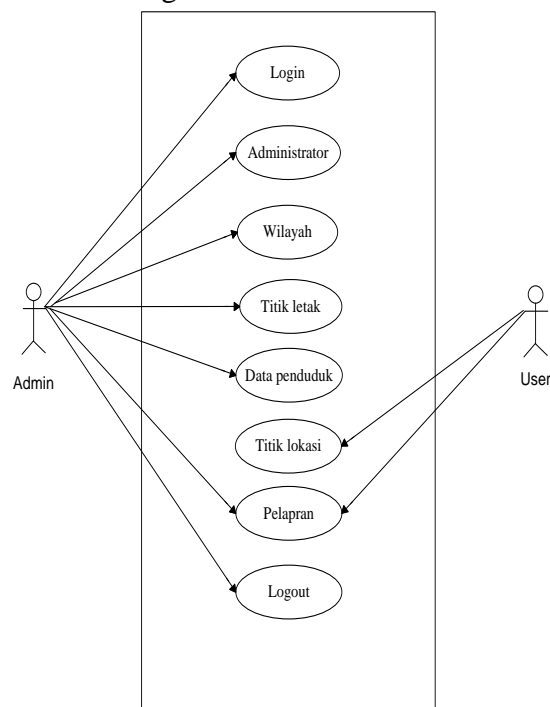 Login
Administrator
Wilayah
Titik letak
Admin
Data penduduk
User
Titik lokasi
Pelapran
Logout